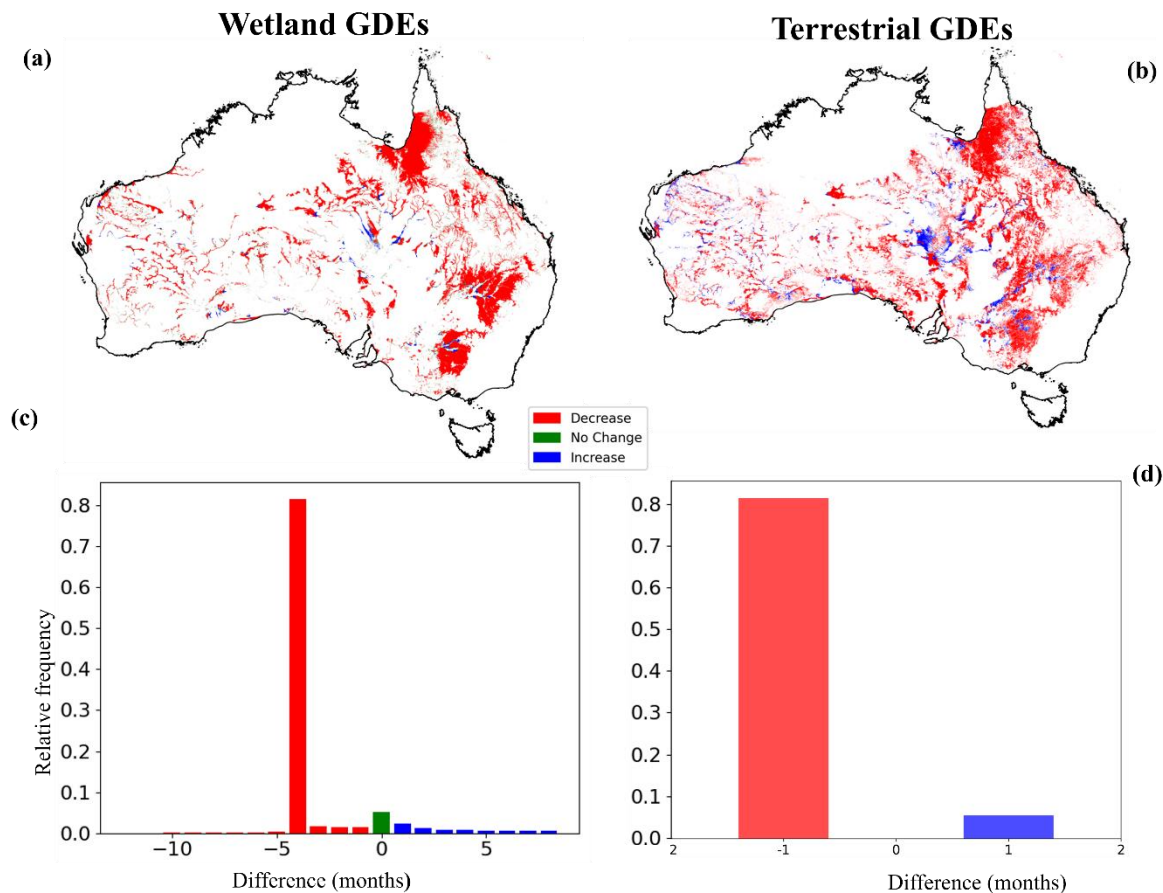 Wetland GDEs
Terrestrial GDEs
(a)
(b)
(c)
Decrease
No Change
Increase
(d)
0.8
0.7
0.6
0.5
0.4
0.3
0.2
0.1
0.0
Relative frequency
−10
−5
0
5
Difference (months)
0.8
0.7
0.6
0.5
0.4
0.3
0.2
0.1
0.0
2
-1
0
1
2
Difference (months)